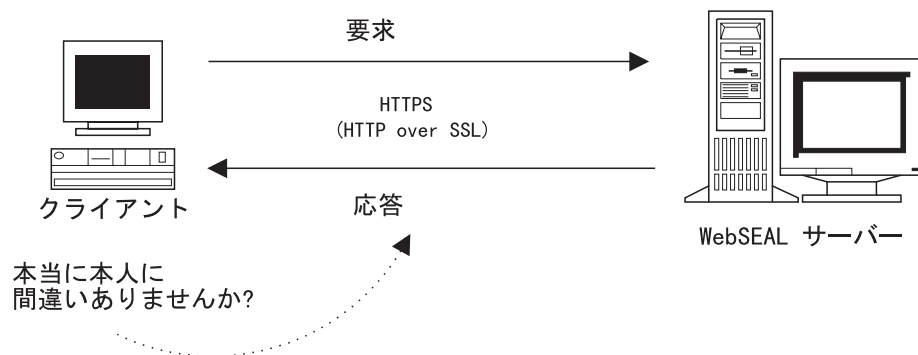 要求
HTTPS
(HTTP over SSL)
クライアント
応答
WebSEAL サーバー
本当に本人に
間違いありませんか?